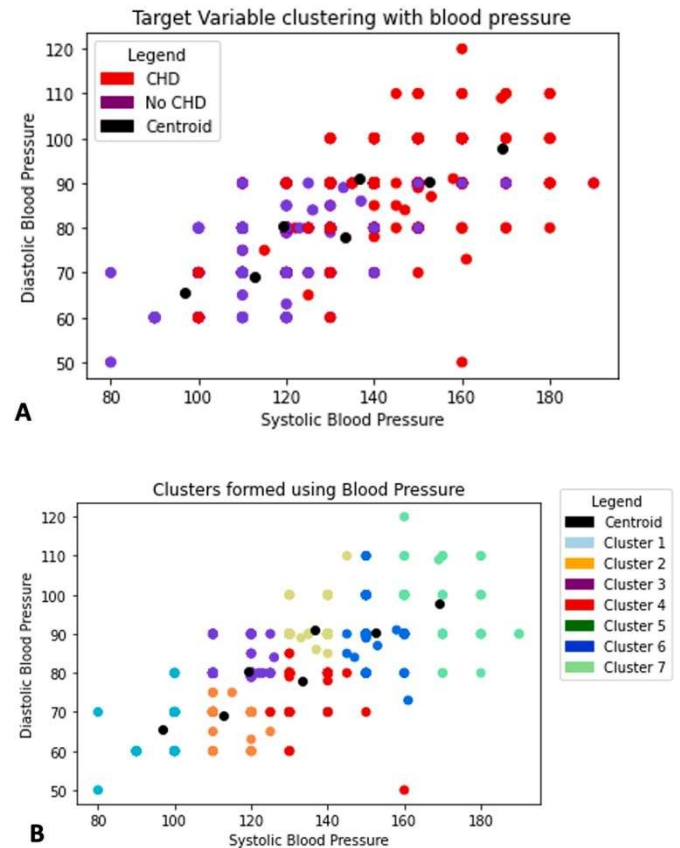 Target Variable clustering with blood pressure
Legend
CHD
No CHD
Centroid
Diastolic Blood Pressure
120
110
100
90
80
70
60
50
80 100 120 140 160 180
Systolic Blood Pressure
A
Clusters formed using Blood Pressure
Legend
Centroid
Cluster 1
Cluster 2
Cluster 3
Cluster 4
Cluster 5
Cluster 6
Cluster 7
Diastolic Blood Pressure
120
110
100
90
80
70
60
50
80 100 120 140 160 180
Systolic Blood Pressure
B